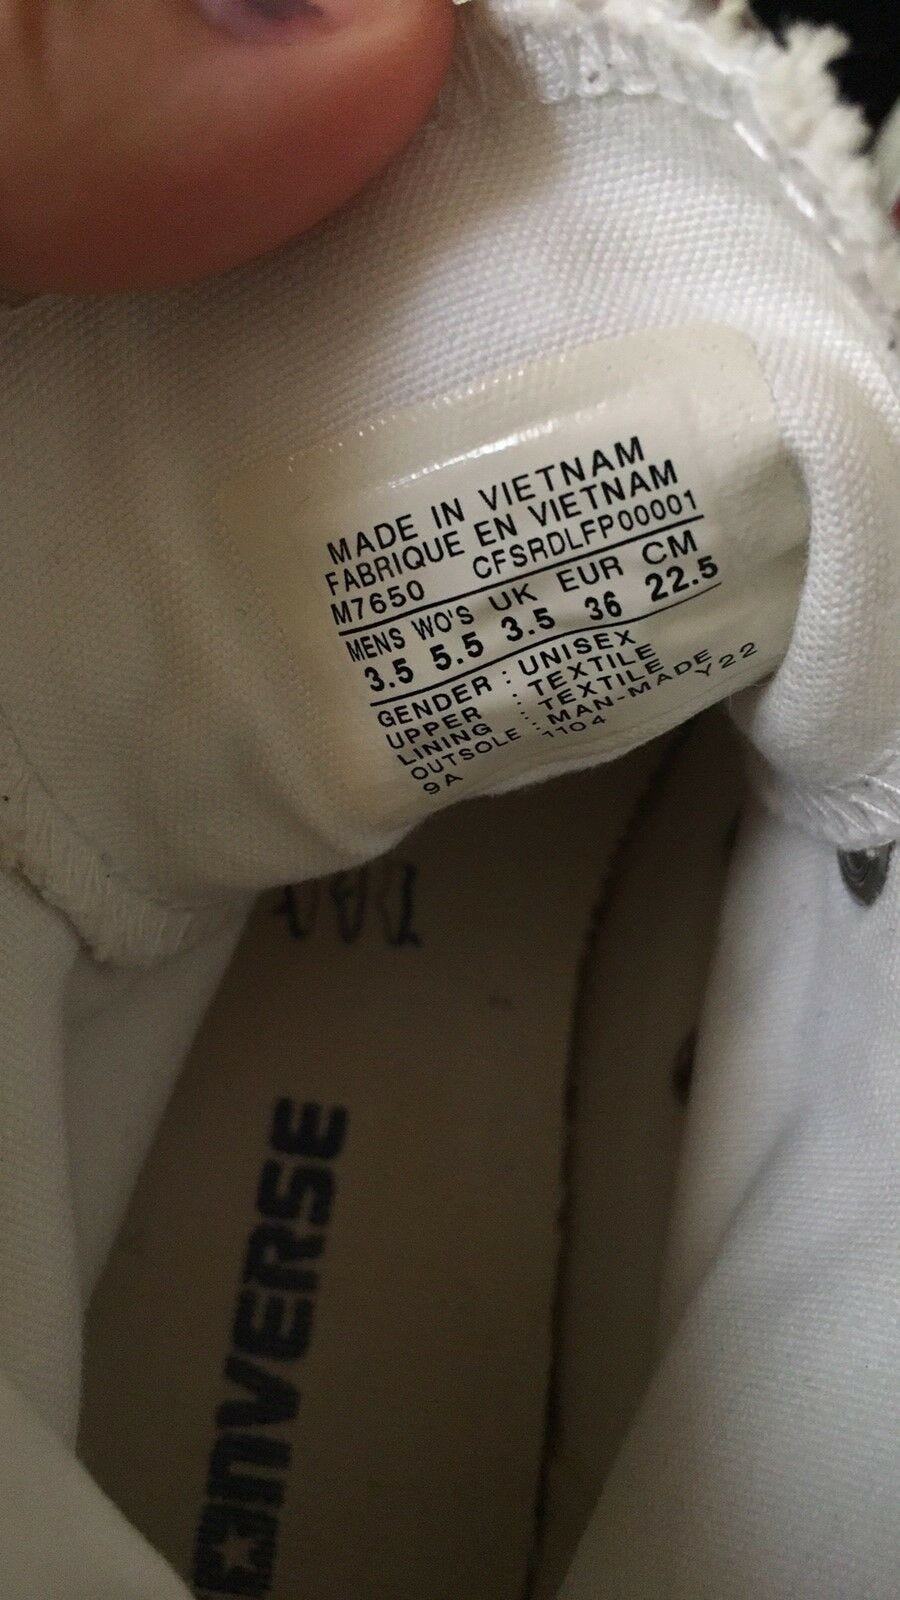 MADE IN VIETNAM
FABRIQUE EN VIETNAM
M7650 CFSRDLFP00001
MENS WO'S UK EUR CM
3.5 5.5 3.5 36 22.5
GENDER : UNISEX
UPPER : TEXTILE
LINING : TEXTILE
OUTSOLE : MAN-MADE
9A 1104 Y22
CONVERSE